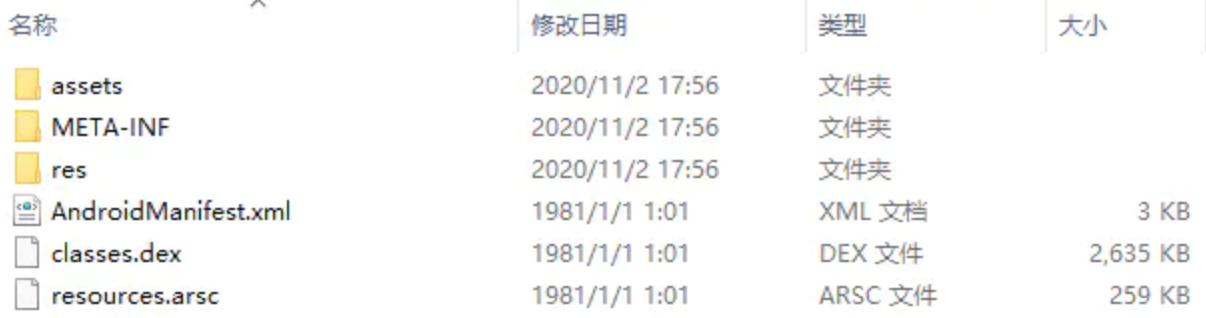 名称 修改日期 类型 大小
assets 2020/11/2 17:56 文件夹
META-INF 2020/11/2 17:56 文件夹
res 2020/11/2 17:56 文件夹
AndroidManifest.xml 1981/1/1 1:01 XML 文档 3 KB
classes.dex 1981/1/1 1:01 DEX 文件 2,635 KB
resources.arsc 1981/1/1 1:01 ARSC 文件 259 KB